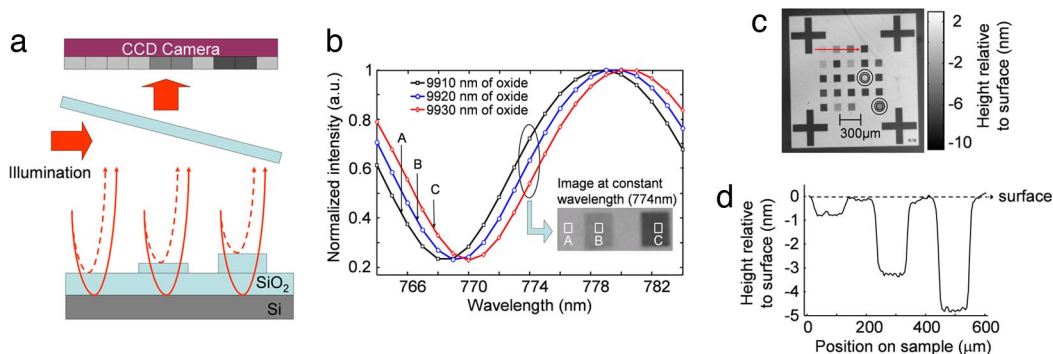 a
CCD Camera
Illumination
SiO2
Si
b
Normalized intensity (a.u.)
1
0.8
0.6
0.4
0.2
9910 nm of oxide
9920 nm of oxide
9930 nm of oxide
A
B
C
Image at constant
wavelength (774nm)
A
B
C
766
770
774
778
782
Wavelength (nm)
c
300μm
2
-2
-6
-10
Height relative
to surface (nm)
d
Height relative
to surface (nm)
0
-1
-2
-3
-4
-5
surface
0
200
400
600
Position on sample (μm)